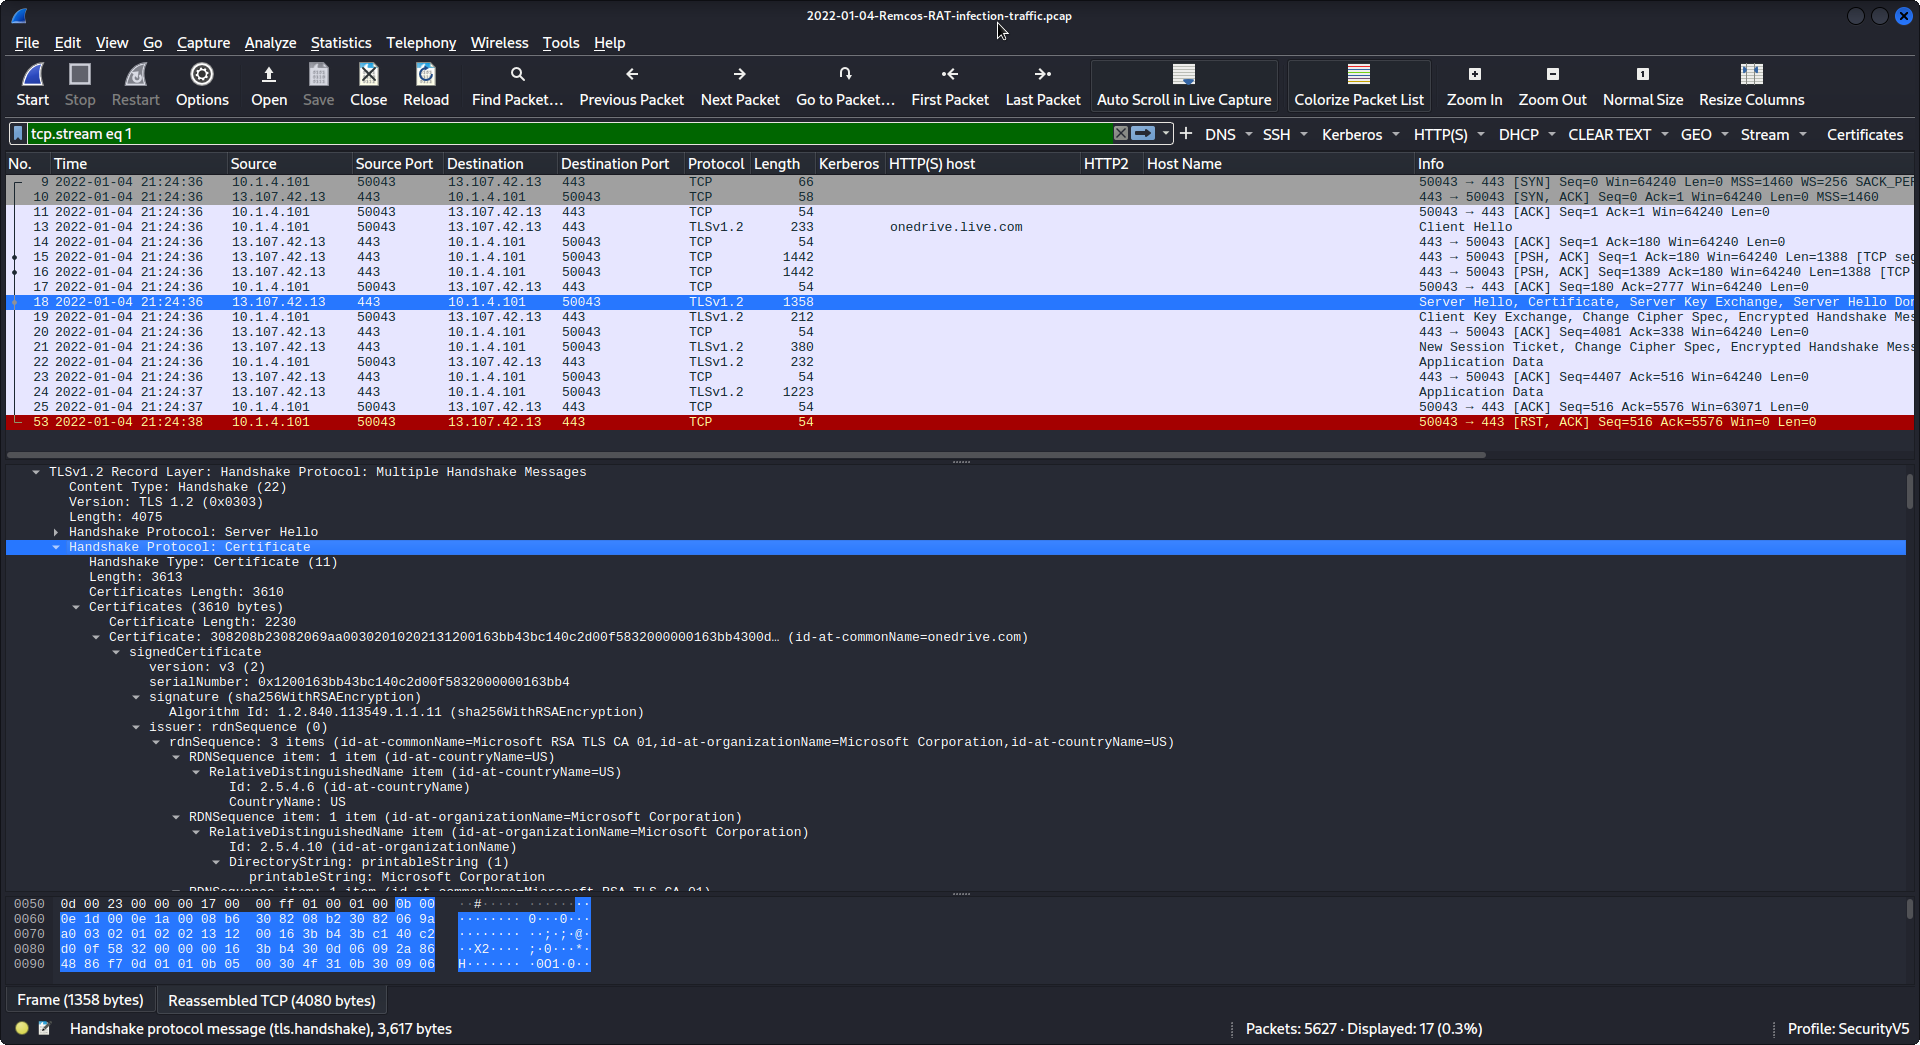 2022-01-04-Remcos-RAT-infection-traffic.pcap
File Edit View Go Capture Analyze Statistics Telephony Wireless Tools Help
Start Stop Restart Options Open Save Close Reload Find Packet... Previous Packet Next Packet Go to Packet... First Packet Last Packet Auto Scroll in Live Capture Colorize Packet List Zoom In Zoom Out Normal Size Resize Columns
tcp.stream eq 1 + DNS SSH Kerberos HTTP(S) DHCP CLEAR TEXT GEO Stream Certificates
No. Time Source Source Port Destination Destination Port Protocol Length Kerberos HTTP(S) host HTTP2 Host Name Info
9 2022-01-04 21:24:36 10.1.4.101 50043 13.107.42.13 443 TCP 66 50043 → 443 [SYN] Seq=0 Win=64240 Len=0 MSS=1460 WS=256 SACK_PER
10 2022-01-04 21:24:36 13.107.42.13 443 10.1.4.101 50043 TCP 58 443 → 50043 [SYN, ACK] Seq=0 Ack=1 Win=64240 Len=0 MSS=1460
11 2022-01-04 21:24:36 10.1.4.101 50043 13.107.42.13 443 TCP 54 50043 → 443 [ACK] Seq=1 Ack=1 Win=64240 Len=0
13 2022-01-04 21:24:36 10.1.4.101 50043 13.107.42.13 443 TLSv1.2 233 onedrive.live.com Client Hello
14 2022-01-04 21:24:36 13.107.42.13 443 10.1.4.101 50043 TCP 54 443 → 50043 [ACK] Seq=1 Ack=180 Win=64240 Len=0
15 2022-01-04 21:24:36 13.107.42.13 443 10.1.4.101 50043 TCP 1442 443 → 50043 [PSH, ACK] Seq=1 Ack=180 Win=64240 Len=1388 [TCP seg
16 2022-01-04 21:24:36 13.107.42.13 443 10.1.4.101 50043 TCP 1442 443 → 50043 [PSH, ACK] Seq=1389 Ack=180 Win=64240 Len=1388 [TCP
17 2022-01-04 21:24:36 10.1.4.101 50043 13.107.42.13 443 TCP 54 50043 → 443 [ACK] Seq=180 Ack=2777 Win=64240 Len=0
18 2022-01-04 21:24:36 13.107.42.13 443 10.1.4.101 50043 TLSv1.2 1358 Server Hello, Certificate, Server Key Exchange, Server Hello Don
19 2022-01-04 21:24:36 10.1.4.101 50043 13.107.42.13 443 TLSv1.2 212 Client Key Exchange, Change Cipher Spec, Encrypted Handshake Mes
20 2022-01-04 21:24:36 13.107.42.13 443 10.1.4.101 50043 TCP 54 443 → 50043 [ACK] Seq=4081 Ack=338 Win=64240 Len=0
21 2022-01-04 21:24:36 13.107.42.13 443 10.1.4.101 50043 TLSv1.2 380 New Session Ticket, Change Cipher Spec, Encrypted Handshake Mess
22 2022-01-04 21:24:36 10.1.4.101 50043 13.107.42.13 443 TLSv1.2 232 Application Data
23 2022-01-04 21:24:36 13.107.42.13 443 10.1.4.101 50043 TCP 54 443 → 50043 [ACK] Seq=4407 Ack=516 Win=64240 Len=0
24 2022-01-04 21:24:37 13.107.42.13 443 10.1.4.101 50043 TLSv1.2 1223 Application Data
25 2022-01-04 21:24:37 10.1.4.101 50043 13.107.42.13 443 TCP 54 50043 → 443 [ACK] Seq=516 Ack=5576 Win=63071 Len=0
53 2022-01-04 21:24:38 10.1.4.101 50043 13.107.42.13 443 TCP 54 50043 → 443 [RST, ACK] Seq=516 Ack=5576 Win=0 Len=0
TLSv1.2 Record Layer: Handshake Protocol: Multiple Handshake Messages
Content Type: Handshake (22)
Version: TLS 1.2 (0x0303)
Length: 4075
Handshake Protocol: Server Hello
Handshake Protocol: Certificate
Handshake Type: Certificate (11)
Length: 3613
Certificates Length: 3610
Certificates (3610 bytes)
Certificate Length: 2230
Certificate: 308208b23082069aa00302010202131200163bb43bc140c2d00f5832000000163bb4300d… (id-at-commonName=onedrive.com)
signedCertificate
version: v3 (2)
serialNumber: 0x1200163bb43bc140c2d00f5832000000163bb4
signature (sha256WithRSAEncryption)
Algorithm Id: 1.2.840.113549.1.1.11 (sha256WithRSAEncryption)
issuer: rdnSequence (0)
rdnSequence: 3 items (id-at-commonName=Microsoft RSA TLS CA 01,id-at-organizationName=Microsoft Corporation,id-at-countryName=US)
RDNSequence item: 1 item (id-at-countryName=US)
RelativeDistinguishedName item (id-at-countryName=US)
Id: 2.5.4.6 (id-at-countryName)
CountryName: US
RDNSequence item: 1 item (id-at-organizationName=Microsoft Corporation)
RelativeDistinguishedName item (id-at-organizationName=Microsoft Corporation)
Id: 2.5.4.10 (id-at-organizationName)
DirectoryString: printableString (1)
printableString: Microsoft Corporation
RDNSequence item: 1 item (id-at-commonName=Microsoft RSA TLS CA 01)
0050 0d 00 23 00 00 00 17 00 00 ff 01 00 01 00 0b 00 ··#····· ········
0060 0e 1d 00 0e 1a 00 08 b6 30 82 08 b2 30 82 06 9a ········ 0···0···
0070 a0 03 02 01 02 02 13 12 00 16 3b b4 3b c1 40 c2 ········ ··;·;·@·
0080 d0 0f 58 32 00 00 00 16 3b b4 30 0d 06 09 2a 86 ··X2···· ;·0···*·
0090 48 86 f7 0d 01 01 0b 05 00 30 4f 31 0b 30 09 06 H······· ·0O1·0··
Frame (1358 bytes) Reassembled TCP (4080 bytes)
Handshake protocol message (tls.handshake), 3,617 bytes Packets: 5627 · Displayed: 17 (0.3%) Profile: SecurityV5